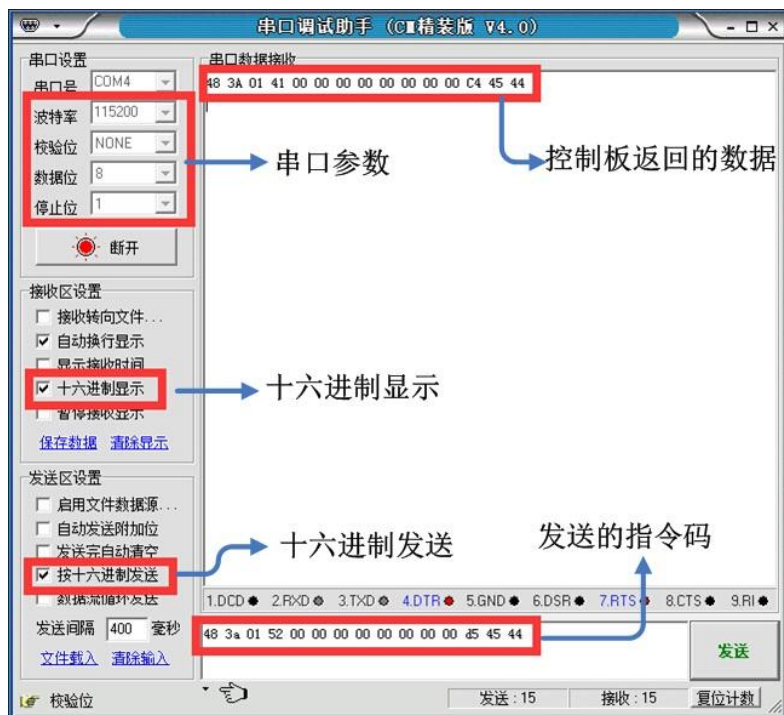 串口调试助手 (CM精装版 V4.0)
串口设置
串口号 COM4
波特率 115200
校验位 NONE
数据位 8
停止位 1
断开
串口参数
串口数据接收
48 3A 01 41 00 00 00 00 00 00 00 00 C4 45 44
控制板返回的数据
接收区设置
接收转向文件...
自动换行显示
显示接收时间
十六进制显示
暂停接收显示
保存数据 清除显示
十六进制显示
发送区设置
启用文件数据源...
自动发送附加位
发送完自动清空
按十六进制发送
数据流循环发送
发送间隔 400 毫秒
文件载入 清除输入
十六进制发送
发送的指令码
1.DCD 2.RXD 3.TXD 4.DTR 5.GND 6.DSR 7.RTS 8.CTS 9.RI
48 3a 01 52 00 00 00 00 00 00 00 00 d5 45 44
发送
校验位
发送:15 接收:15 复位计数